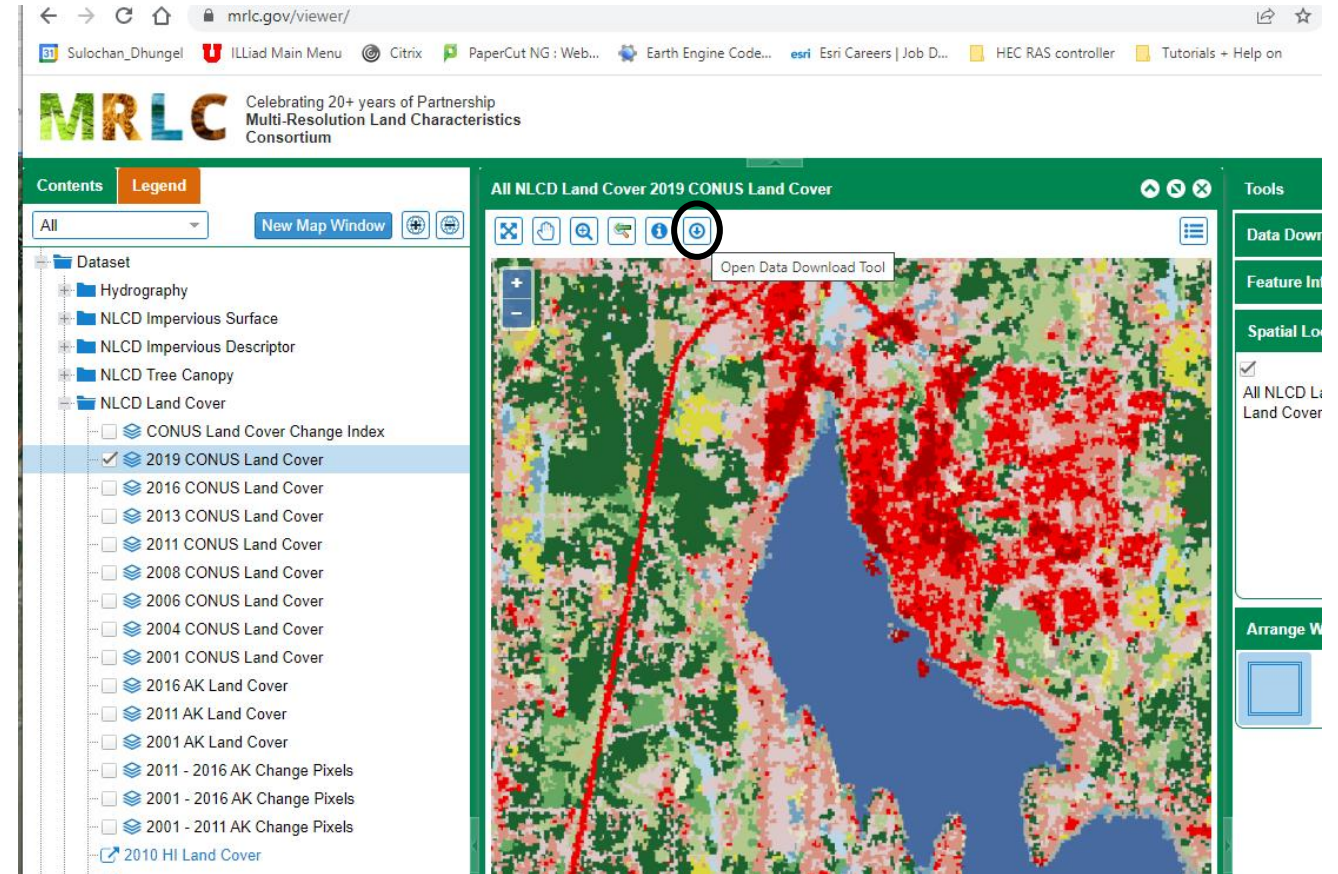 mrlc.gov/viewer/
31 Sulochan_Dhungel ILLiad Main Menu Citrix PaperCut NG : Web... Earth Engine Code... esri Esri Careers | Job D... HEC RAS controller Tutorials + Help on
MRLC
Celebrating 20+ years of Partnership
Multi-Resolution Land Characteristics
Consortium
Contents Legend
All New Map Window
Dataset
Hydrography
NLCD Impervious Surface
NLCD Impervious Descriptor
NLCD Tree Canopy
NLCD Land Cover
CONUS Land Cover Change Index
2019 CONUS Land Cover
2016 CONUS Land Cover
2013 CONUS Land Cover
2011 CONUS Land Cover
2008 CONUS Land Cover
2006 CONUS Land Cover
2004 CONUS Land Cover
2001 CONUS Land Cover
2016 AK Land Cover
2011 AK Land Cover
2001 AK Land Cover
2011 - 2016 AK Change Pixels
2001 - 2016 AK Change Pixels
2001 - 2011 AK Change Pixels
2010 HI Land Cover
All NLCD Land Cover 2019 CONUS Land Cover
Open Data Download Tool
+
-
Tools
Data Down
Feature In
Spatial Lo
All NLCD La
Land Cover
Arrange W